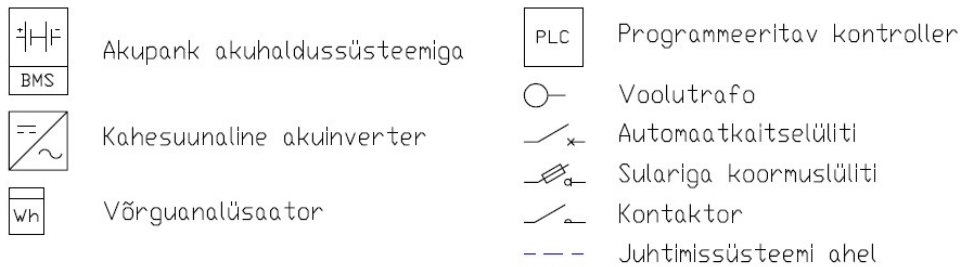 BMS
Akupank akuhaldussüsteemiga
Kahesuunaline akuinverter
Wh
Võrguanalüsaator
PLC
Programmeeritav kontroller
Voolutrafo
Automaatkaitselüliti
Sulariga koormuslüliti
Kontaktor
Juhtimissüsteemi ahel